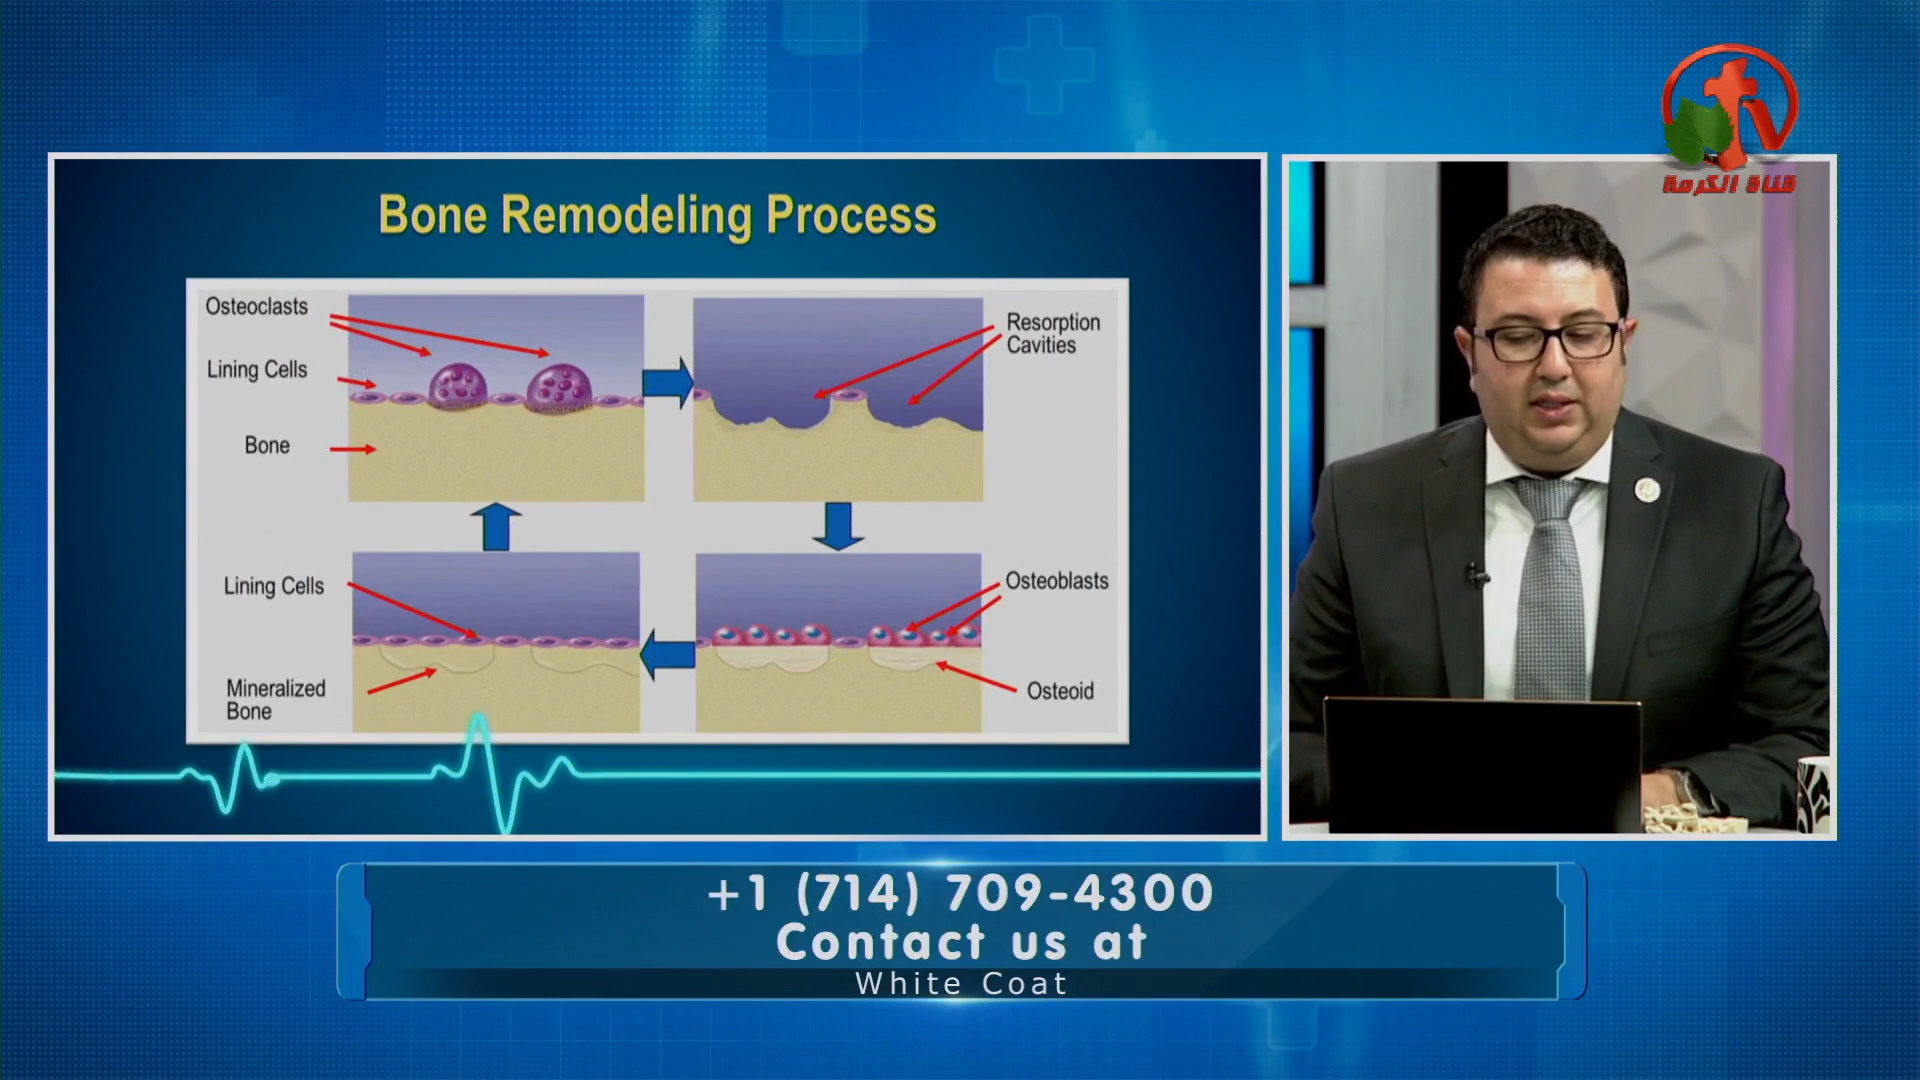 tv
قناة الكرمة
Bone Remodeling Process
Osteoclasts
Lining Cells
Bone
Resorption
Cavities
Lining Cells
Mineralized
Bone
Osteoblasts
Osteoid
+1 (714) 709-4300
Contact us at
White Coat